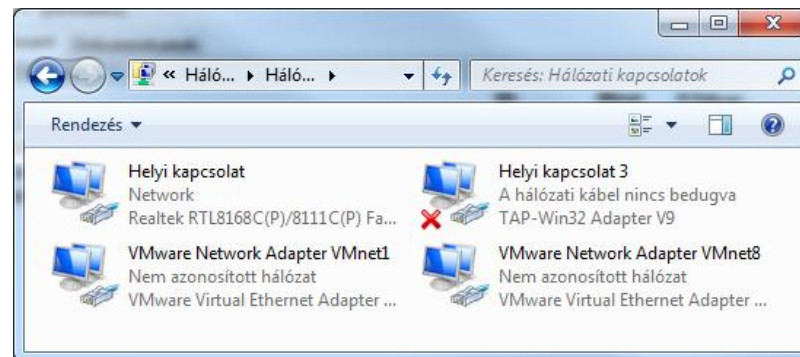 « Háló... ▸ Háló... ▸
Keresés: Hálózati kapcsolatok
Rendezés
Helyi kapcsolat
Network
Realtek RTL8168C(P)/8111C(P) Fa...
Helyi kapcsolat 3
A hálózati kábel nincs bedugva
TAP-Win32 Adapter V9
VMware Network Adapter VMnet1
Nem azonosított hálózat
VMware Virtual Ethernet Adapter ...
VMware Network Adapter VMnet8
Nem azonosított hálózat
VMware Virtual Ethernet Adapter ...